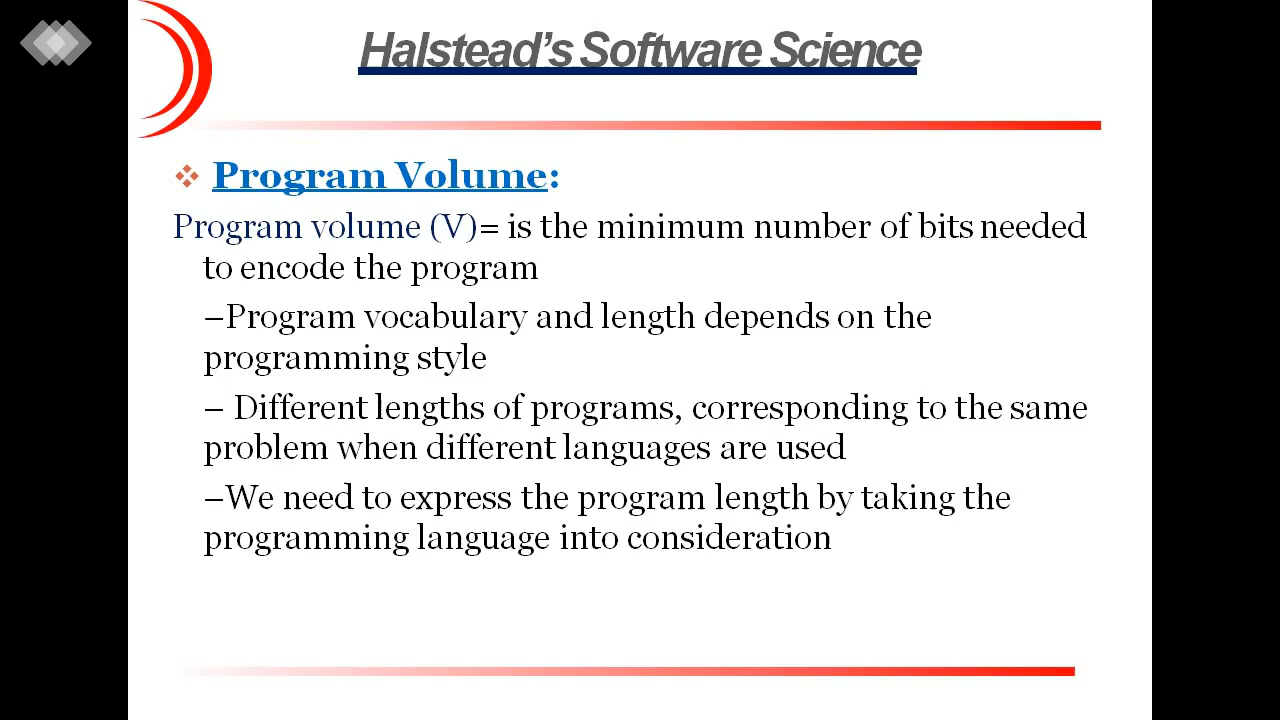 Halstead’s Software Science
Program Volume:
Program volume (V)= is the minimum number of bits needed
to encode the program
–Program vocabulary and length depends on the
programming style
– Different lengths of programs, corresponding to the same
problem when different languages are used
–We need to express the program length by taking the
programming language into consideration